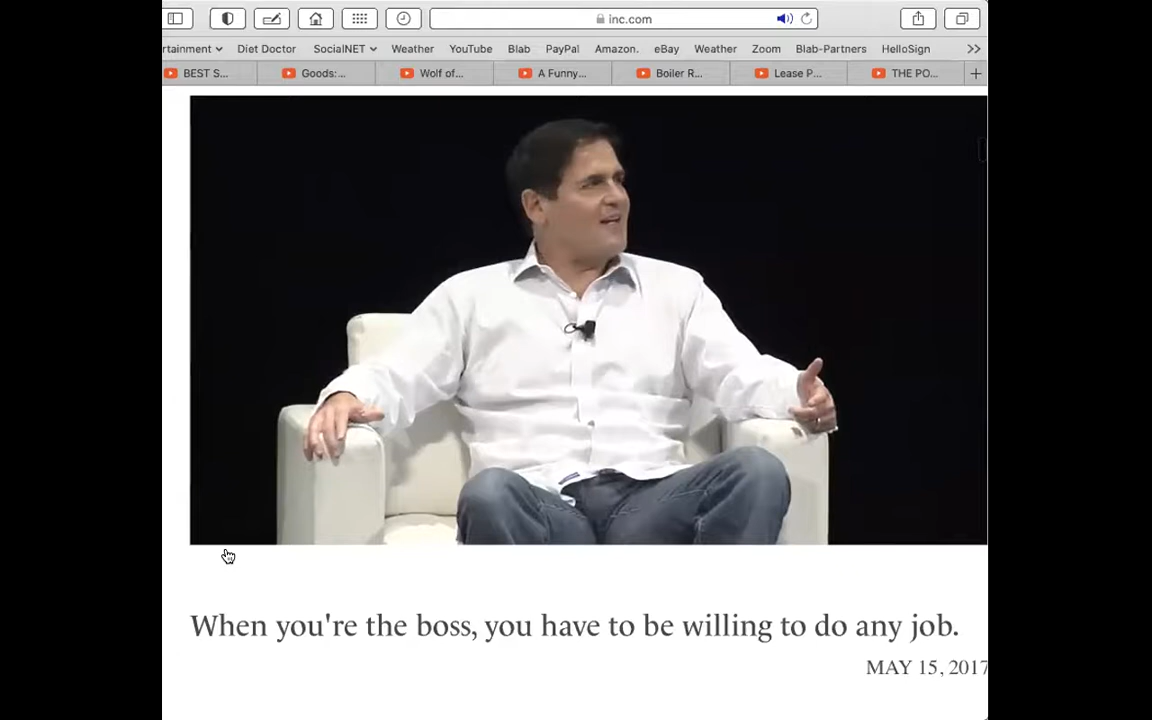 inc.com
rtainment Diet Doctor SocialNET Weather YouTube Blab PayPal Amazon. eBay Weather Zoom Blab-Partners HelloSign >>
BEST S... Goods:... Wolf of... A Funny... Boiler R... Lease P... THE PO... +
When you're the boss, you have to be willing to do any job.
MAY 15, 2017